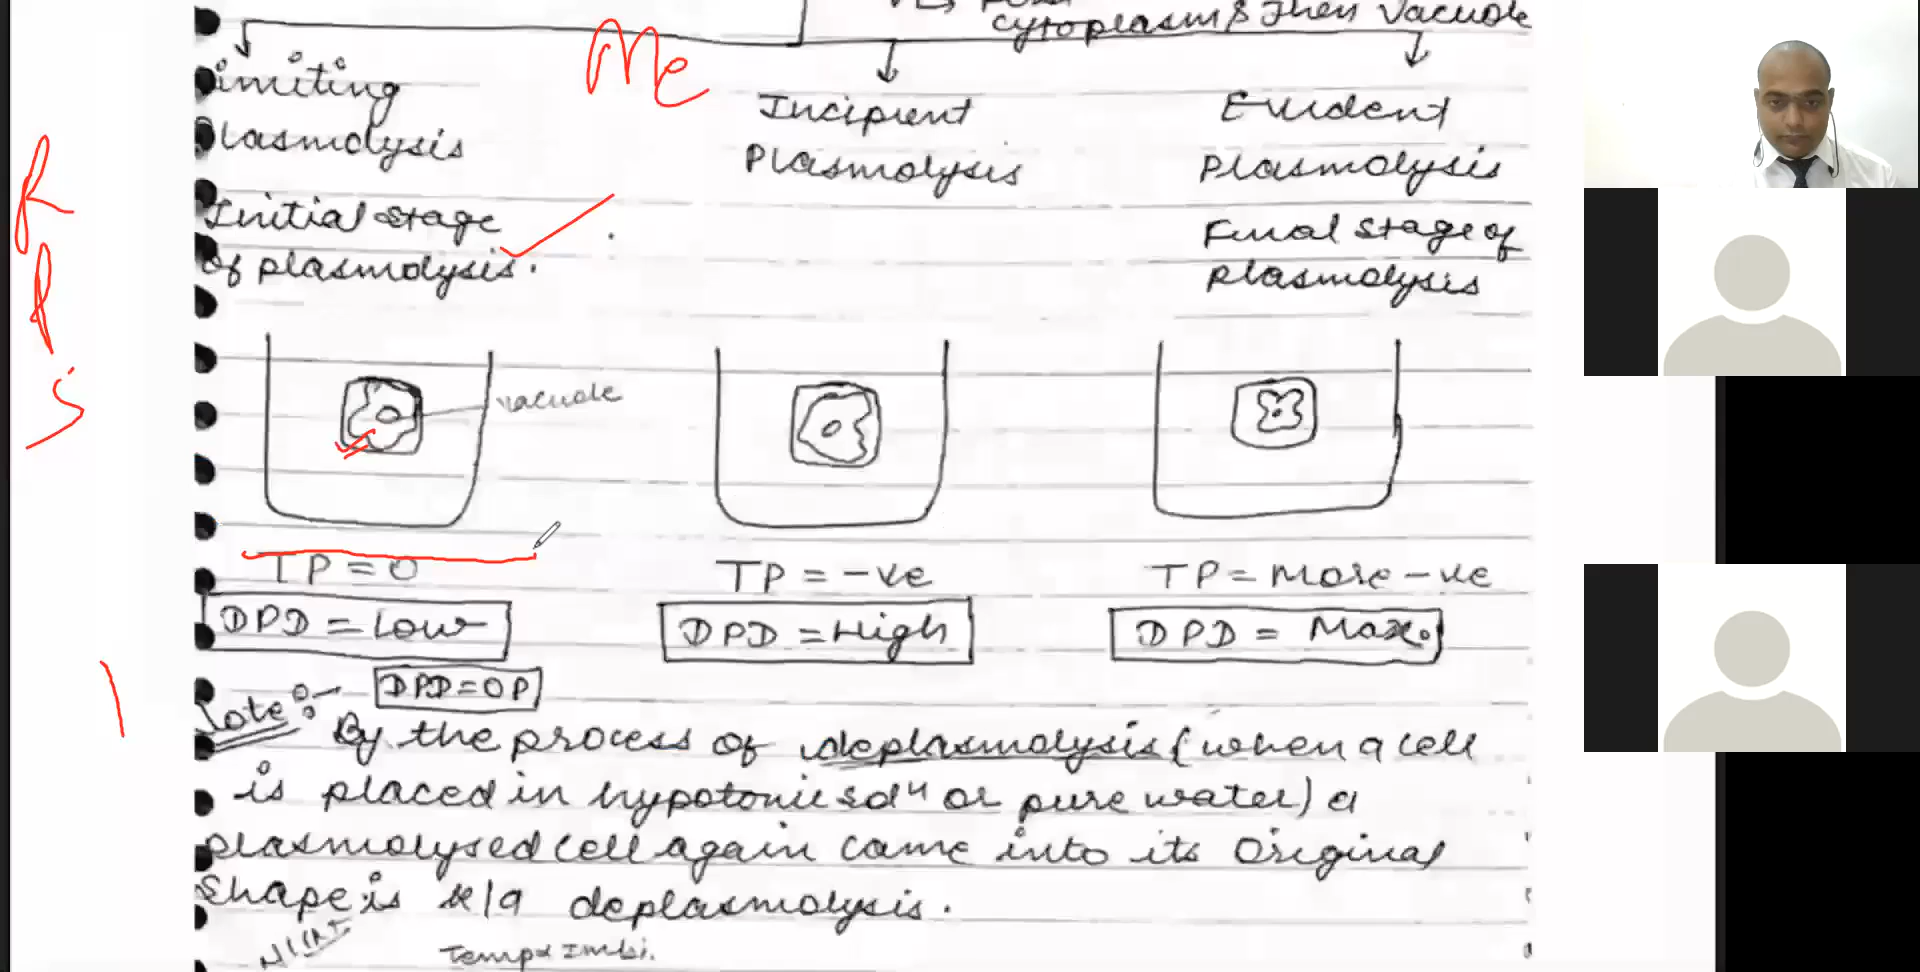 cytoplasm & then vacuole
imiting
lasmolysis
Initial stage
of plasmolysis.
Me
Incipient
Plasmolysis
Evident
plasmolysis
Final stage of
plasmolysis
vacuole
TP = 0
DPD = Low
DPD = OP
TP = -ve
DPD = High
TP = More -ve
DPD = Max.
Note :- By the process of deplasmolysis (when a cell
is placed in hypotonic solⁿ or pure water) a
plasmolysed cell again came into its original
shape is k/a deplasmolysis.
Temp & Imbi.